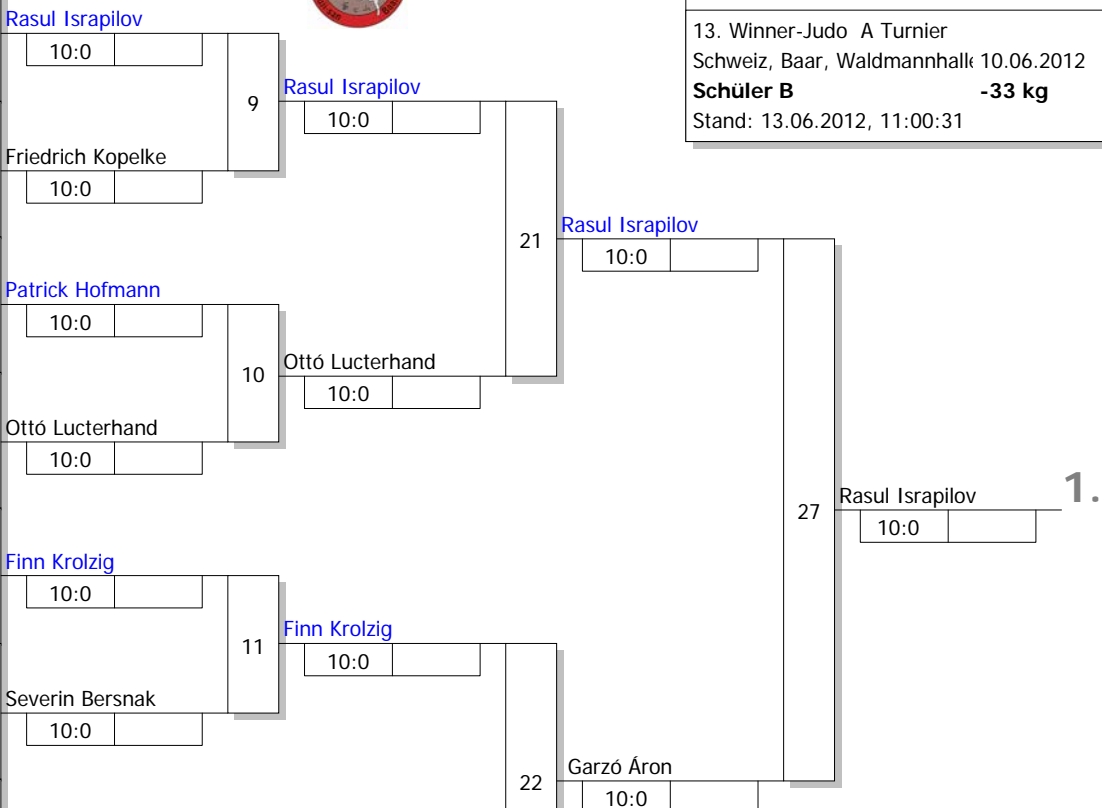 13. Winner-Judo A Turnier
Schweiz, Baar, Waldmannhalle 10.06.2012
Schüler B -33 kg
Stand: 13.06.2012, 11:00:31
Rasul Israpilov
10:0
9
Friedrich Kopelke
10:0
Patrick Hofmann
10:0
10
Ottó Lucterhand
10:0
Finn Krolzig
10:0
11
Severin Bersnak
10:0
Rasul Israpilov
10:0
21
Ottó Lucterhand
10:0
Finn Krolzig
10:0
22
Rasul Israpilov
10:0
27
Garzó Áron
10:0
Rasul Israpilov 1.
10:0